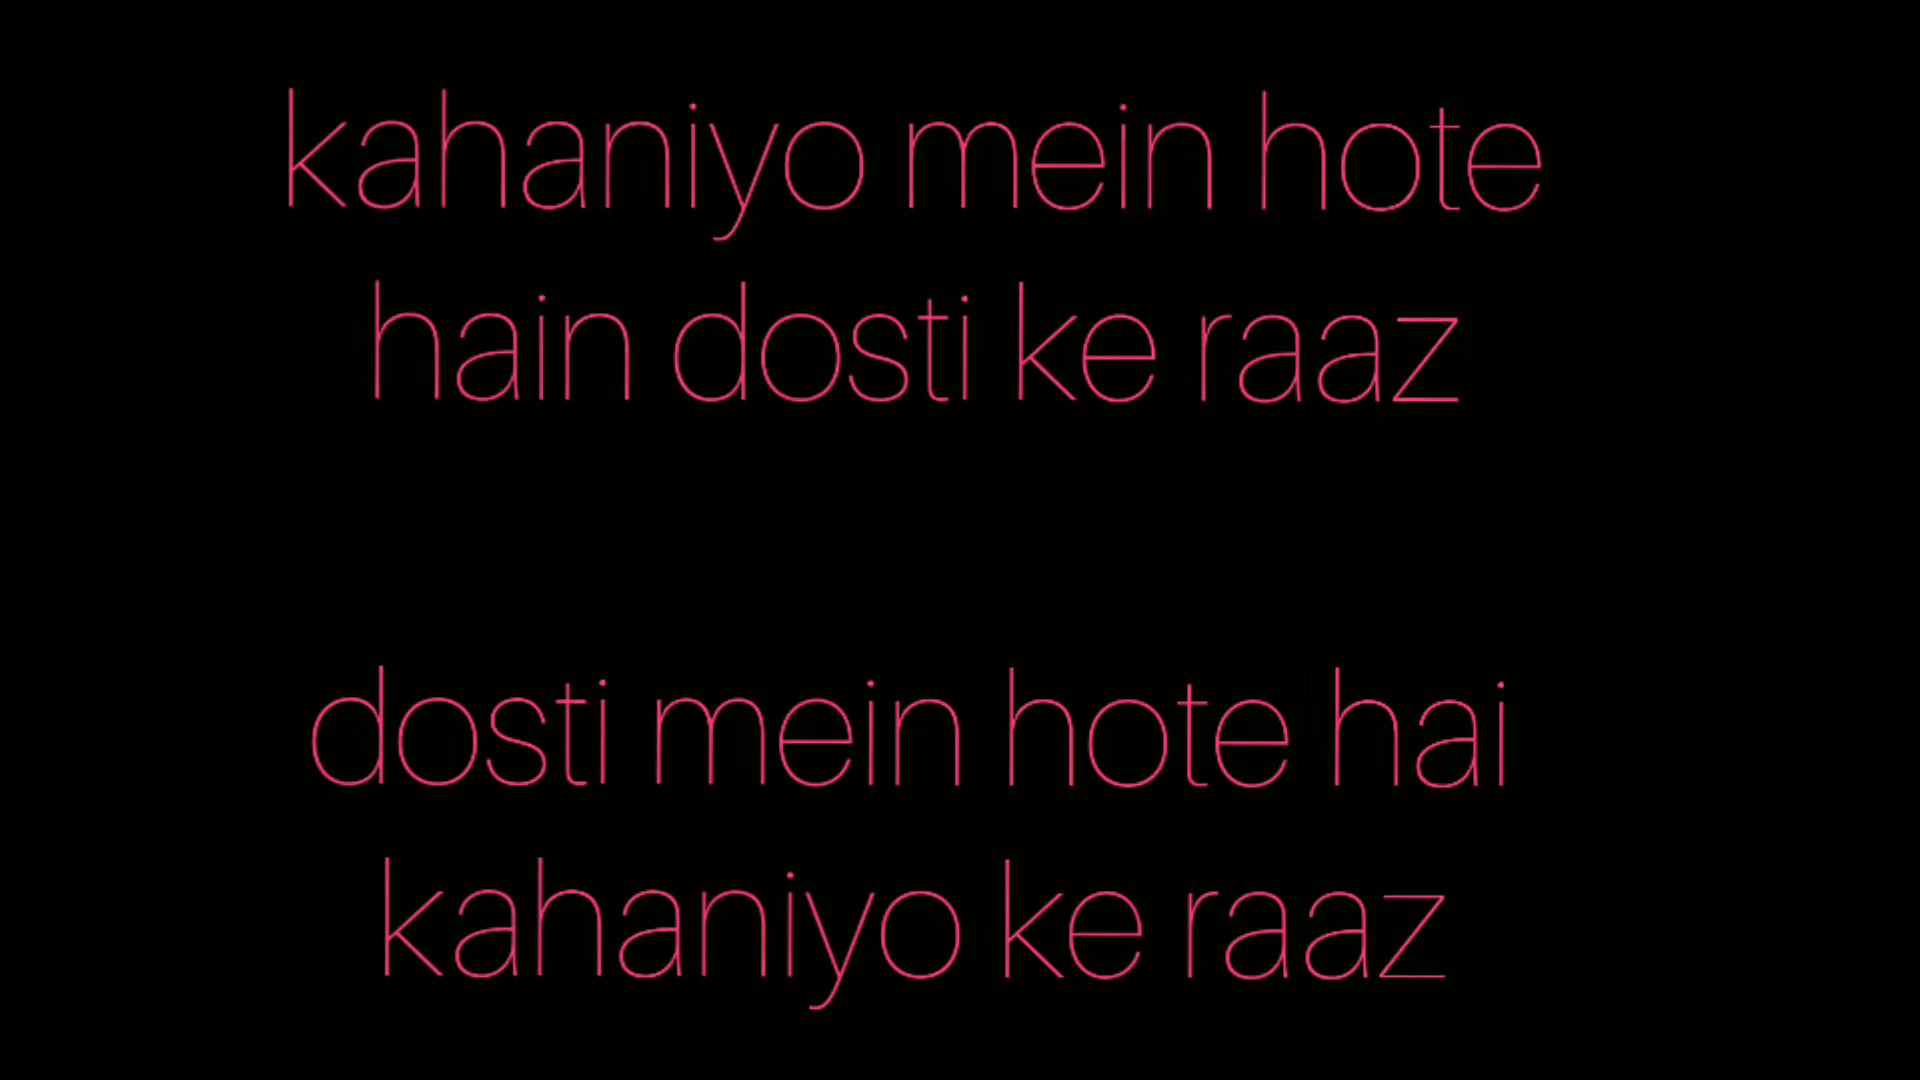 kahaniyo mein hote
hain dosti ke raaz
dosti mein hote hai
kahaniyo ke raaz